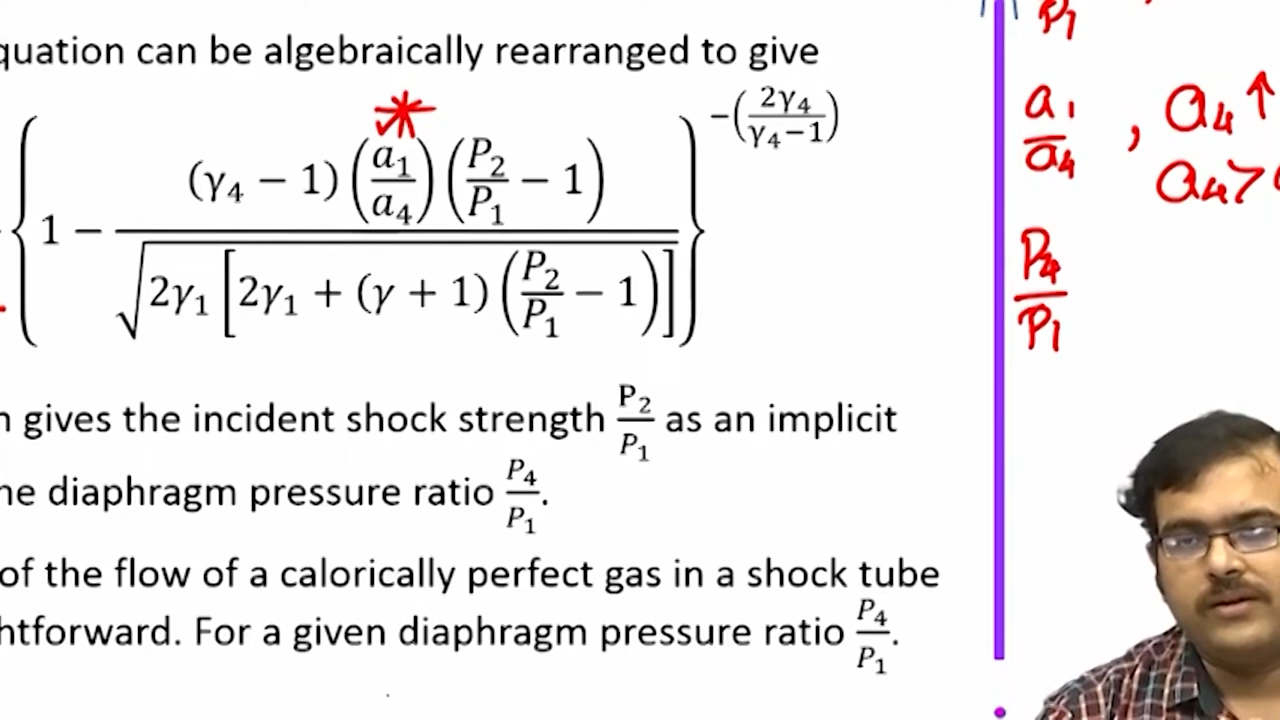 quation can be algebraically rearranged to give
{1 − (γ₄ − 1)(a₁/a₄)(P₂/P₁ − 1) / √(2γ₁[2γ₁ + (γ + 1)(P₂/P₁ − 1)])}^−(2γ₄/(γ₄−1))
n gives the incident shock strength P₂/P₁ as an implicit
he diaphragm pressure ratio P₄/P₁.
of the flow of a calorically perfect gas in a shock tube
htforward. For a given diaphragm pressure ratio P₄/P₁.
P₁
a₁/a₄ , a₄↑
a₄>
P₄/P₁